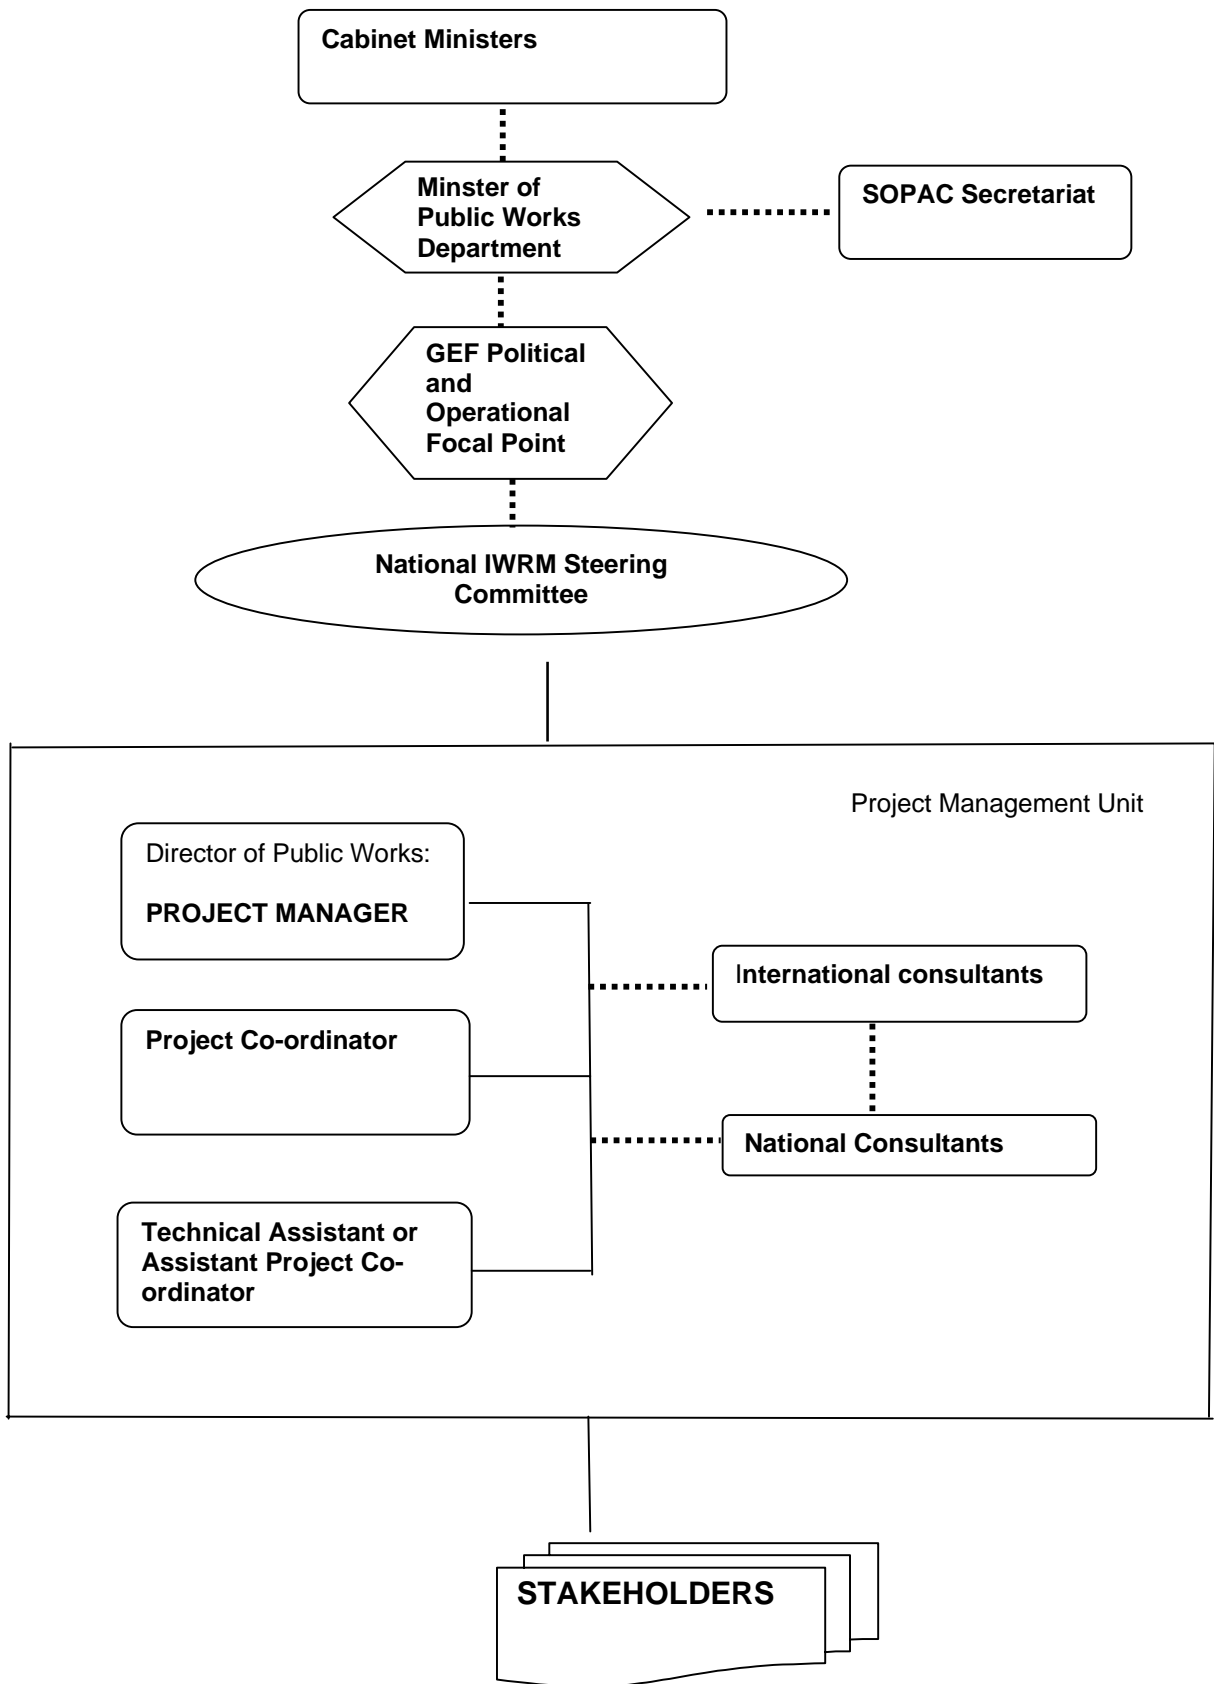 Cabinet Ministers
Minster of
Public Works
Department
SOPAC Secretariat
GEF Political
and
Operational
Focal Point
National IWRM Steering
Committee
Project Management Unit
Director of Public Works:
PROJECT MANAGER
International consultants
Project Co-ordinator
National Consultants
Technical Assistant or
Assistant Project Co-
ordinator
STAKEHOLDERS